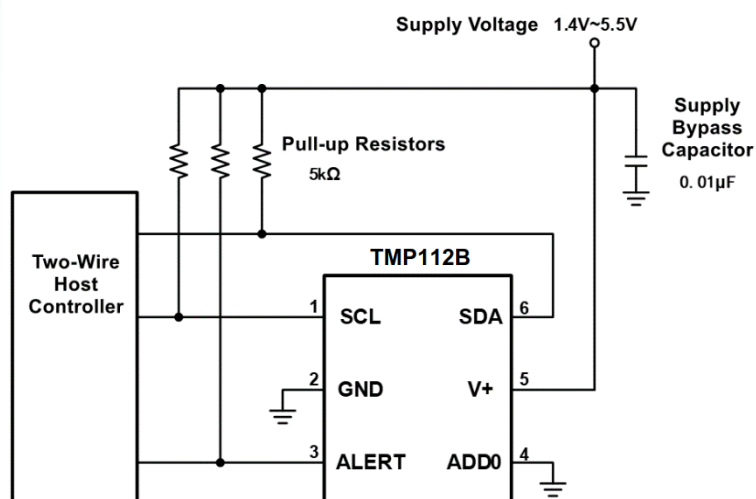 Supply Voltage 1.4V~5.5V
Supply
Bypass
Capacitor
0.01μF
Pull-up Resistors
5kΩ
Two-Wire
Host
Controller
TMP112B
1 SCL SDA 6
2 GND V+ 5
3 ALERT ADD0 4